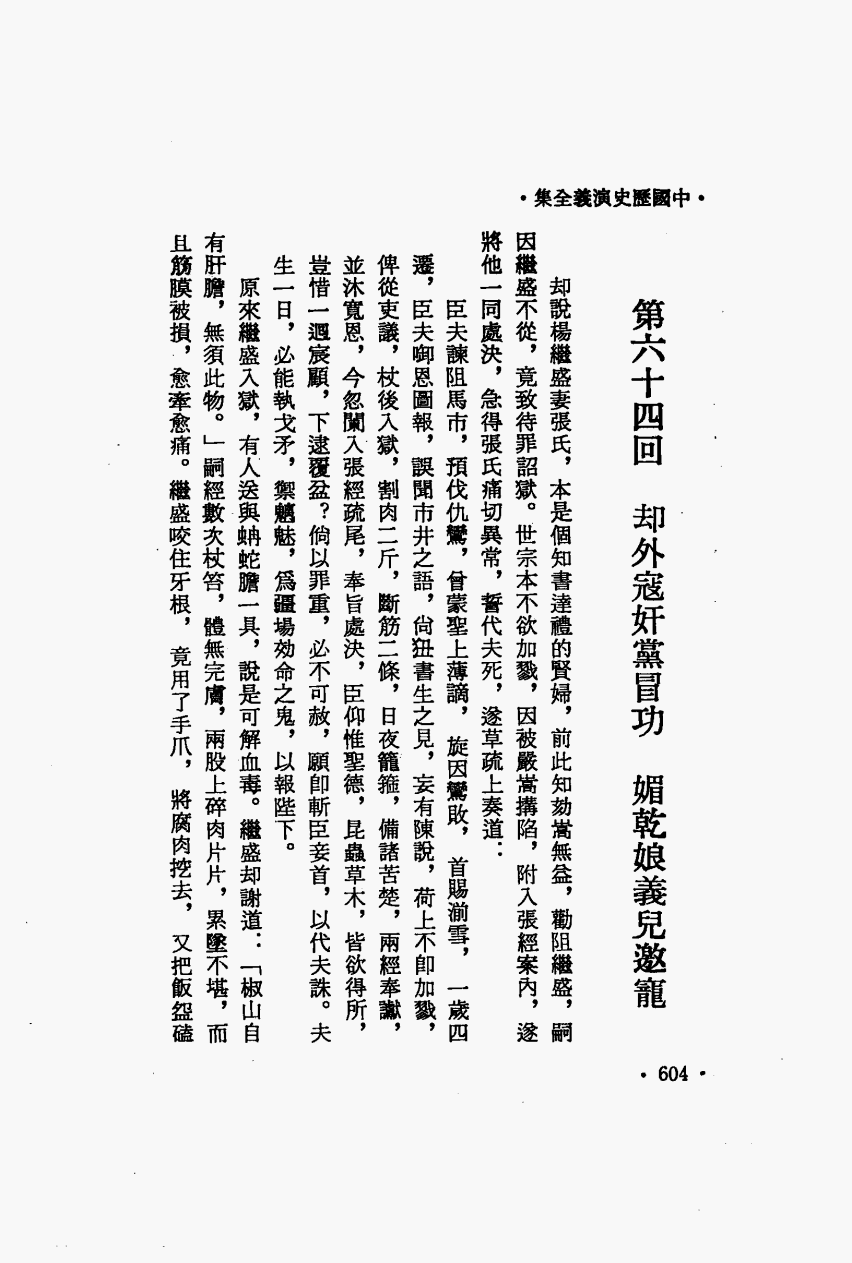 •中國歷史演義全集•
第六十四回　却外寇奸黨冒功　媚乾娘義兒邀寵
却說楊繼盛妻張氏，本是個知書達禮的賢婦，前此知劾嵩無益，勸阻繼盛，嗣
因繼盛不從，竟致待罪詔獄。世宗本不欲加戮，因被嚴嵩搆陷，附入張經案內，遂
將他一同處決，急得張氏痛切異常，誓代夫死，遂草疏上奏道：
臣夫諫阻馬市，預伐仇鸞，曾蒙聖上薄謫，旋因鸞敗，首賜湔雪，一歲四
遷，臣夫啣恩圖報，誤聞市井之語，尙狃書生之見，妄有陳說，荷上不卽加戮，
俾從吏議，杖後入獄，割肉二斤，斷筋二條，日夜籠箍，備諸苦楚，兩經奉讞，
並沐寬恩，今忽闌入張經疏尾，奉旨處決，臣仰惟聖德，昆蟲草木，皆欲得所，
豈惜一迴宸顧，下逮覆盆？倘以罪重，必不可赦，願卽斬臣妾首，以代夫誅。夫
生一日，必能執戈矛，禦魑魅，爲疆場効命之鬼，以報陛下。
原來繼盛入獄，有人送與蚺蛇膽一具，說是可解血毒。繼盛却謝道：「椒山自
有肝膽，無須此物。」嗣經數次杖笞，體無完膚，兩股上碎肉片片，累墜不堪，而
且筋膜被損，愈牽愈痛。繼盛咬住牙根，竟用了手爪，將腐肉挖去，又把飯盌磕
•604•